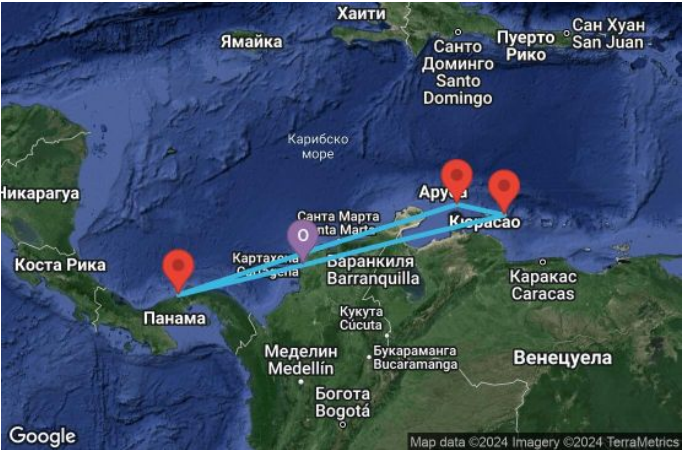 Хаити
Ямайка
Сан Хуан
San Juan
Пуерто
Рико
Санто
Доминго
Santo
Domingo
Карибско
море
Никарагуа
Аруба
Кюрасао
Санта Марта
Santa Marta
O
Картахена
Cartagena
Коста Рика
Баранкиля
Barranquilla
Каракас
Caracas
Панама
Кукута
Cúcuta
Меделин
Medellín
Букараманга
Bucaramanga
Венецуела
Богота
Bogotá
Google
Map data ©2024 Imagery ©2024 TerraMetrics